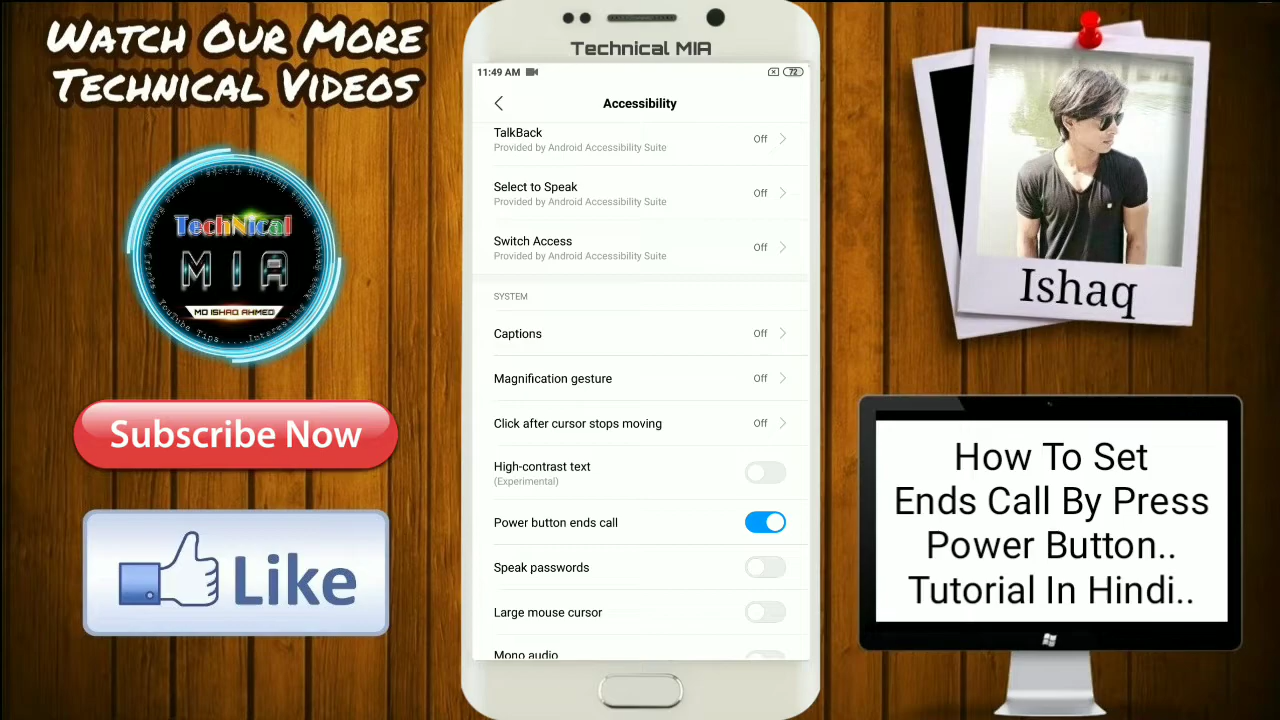 Watch Our More
Technical Videos
TechNical
MIA
MD ISHAQ AHMED
YouTube Tips.....Interesting
Subscribe Now
Like
Technical MIA
11:49 AM
72
Accessibility
TalkBack
Off
Provided by Android Accessibility Suite
Select to Speak
Off
Provided by Android Accessibility Suite
Switch Access
Off
Provided by Android Accessibility Suite
SYSTEM
Captions
Off
Magnification gesture
Off
Click after cursor stops moving
Off
High-contrast text
(Experimental)
Power button ends call
Speak passwords
Large mouse cursor
Mono audio
Ishaq
How To Set
Ends Call By Press
Power Button..
Tutorial In Hindi..